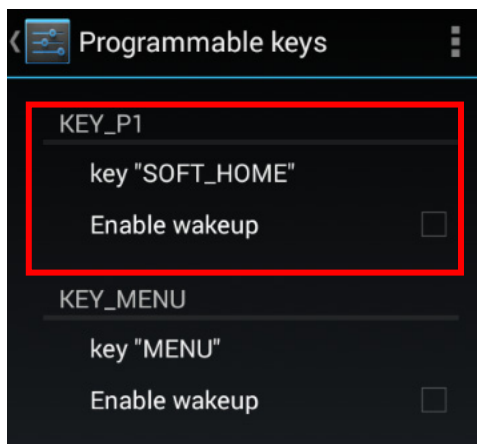 Programmable keys
KEY_P1
key "SOFT_HOME"
Enable wakeup
KEY_MENU
key "MENU"
Enable wakeup